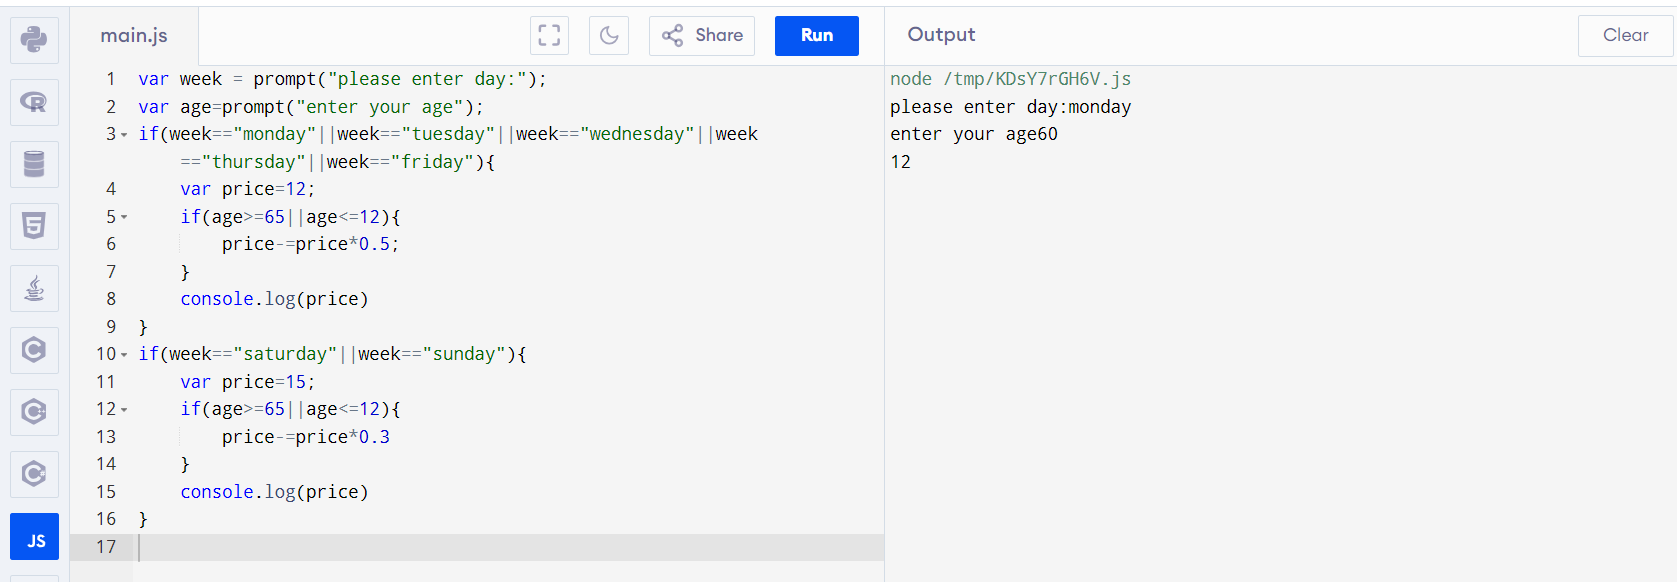 main.js
Share
Run
Output
Clear
1 var week = prompt("please enter day:");
2 var age=prompt("enter your age");
3 if(week=="monday"||week=="tuesday"||week=="wednesday"||week
=="thursday"||week=="friday"){
4 var price=12;
5 if(age>=65||age<=12){
6 price-=price*0.5;
7 }
8 console.log(price)
9 }
10 if(week=="saturday"||week=="sunday"){
11 var price=15;
12 if(age>=65||age<=12){
13 price-=price*0.3
14 }
15 console.log(price)
16 }
17
node /tmp/KDsY7rGH6V.js
please enter day:monday
enter your age60
12
R
5
C
C
C
JS